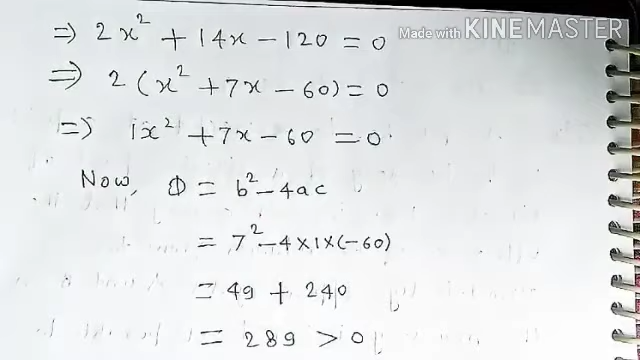 ⇒ 2x² + 14x - 120 = 0
Made with KINEMASTER
⇒ 2 (x² + 7x - 60) = 0
⇒ 1x² + 7x - 60 = 0
Now, D = b² - 4ac
= 7² - 4 × 1 × (-60)
= 49 + 240
= 289 > 0